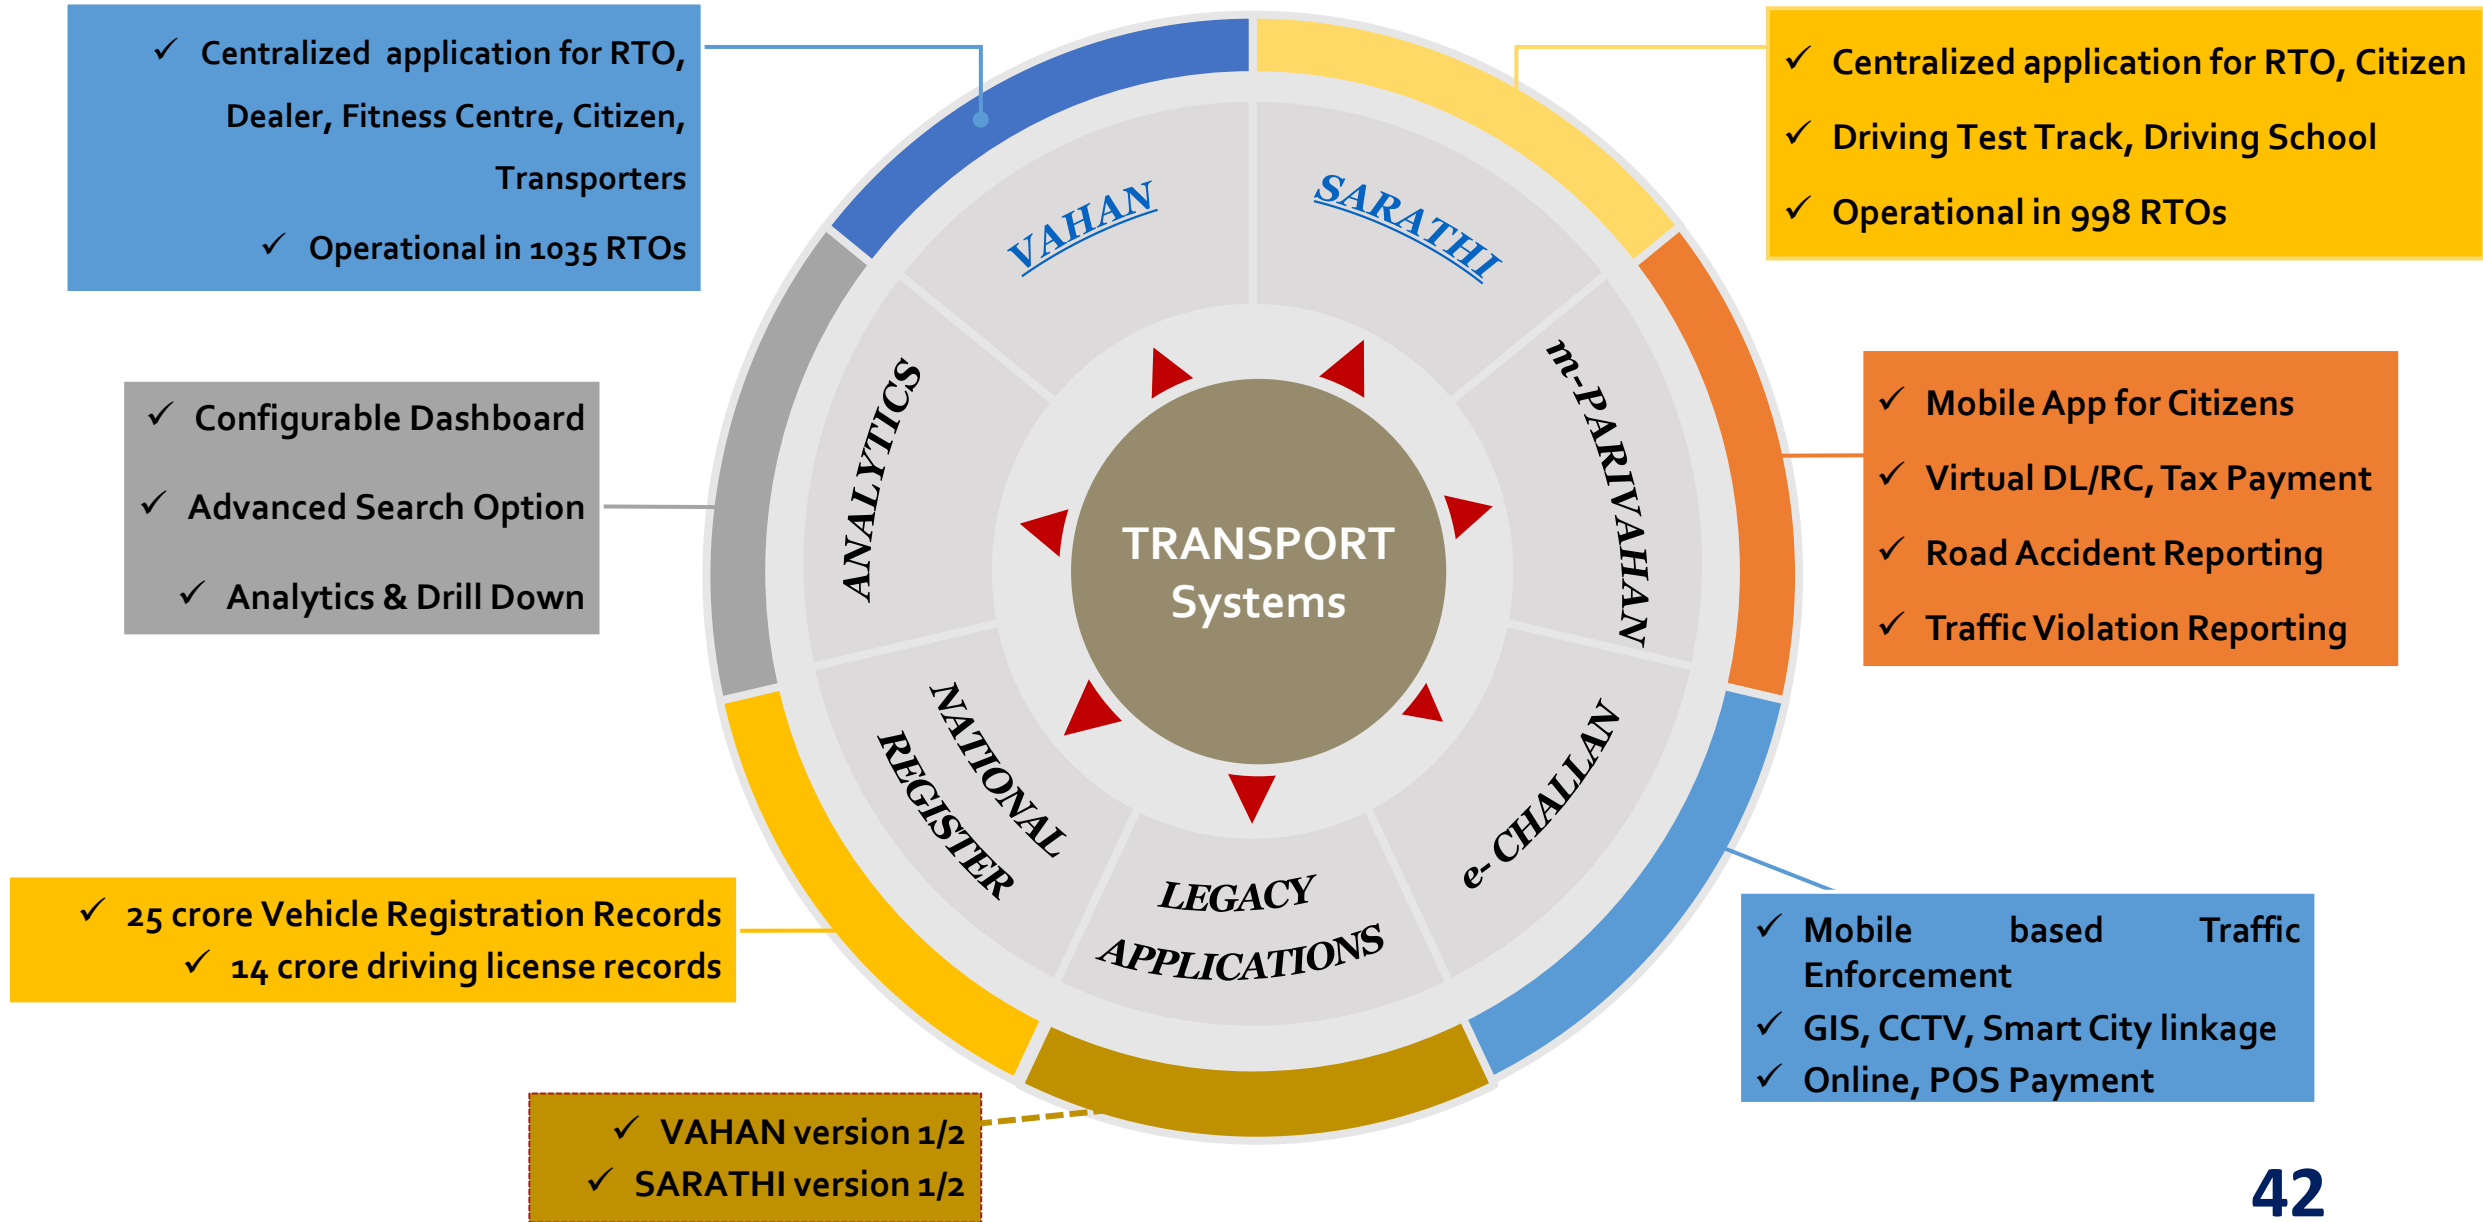 ✓ Centralized application for RTO,
Dealer, Fitness Centre, Citizen,
Transporters
✓ Operational in 1035 RTOs
✓ Centralized application for RTO, Citizen
✓ Driving Test Track, Driving School
✓ Operational in 998 RTOs
VAHAN
SARATHI
✓ Configurable Dashboard
✓ Advanced Search Option
✓ Analytics & Drill Down
ANALYTICS
m-PARIVAHAN
✓ Mobile App for Citizens
✓ Virtual DL/RC, Tax Payment
✓ Road Accident Reporting
✓ Traffic Violation Reporting
TRANSPORT
Systems
NATIONAL
REGISTER
e- CHALLAN
LEGACY
APPLICATIONS
✓ 25 crore Vehicle Registration Records
✓ 14 crore driving license records
✓ Mobile based Traffic
Enforcement
✓ GIS, CCTV, Smart City linkage
✓ Online, POS Payment
✓ VAHAN version 1/2
✓ SARATHI version 1/2
42